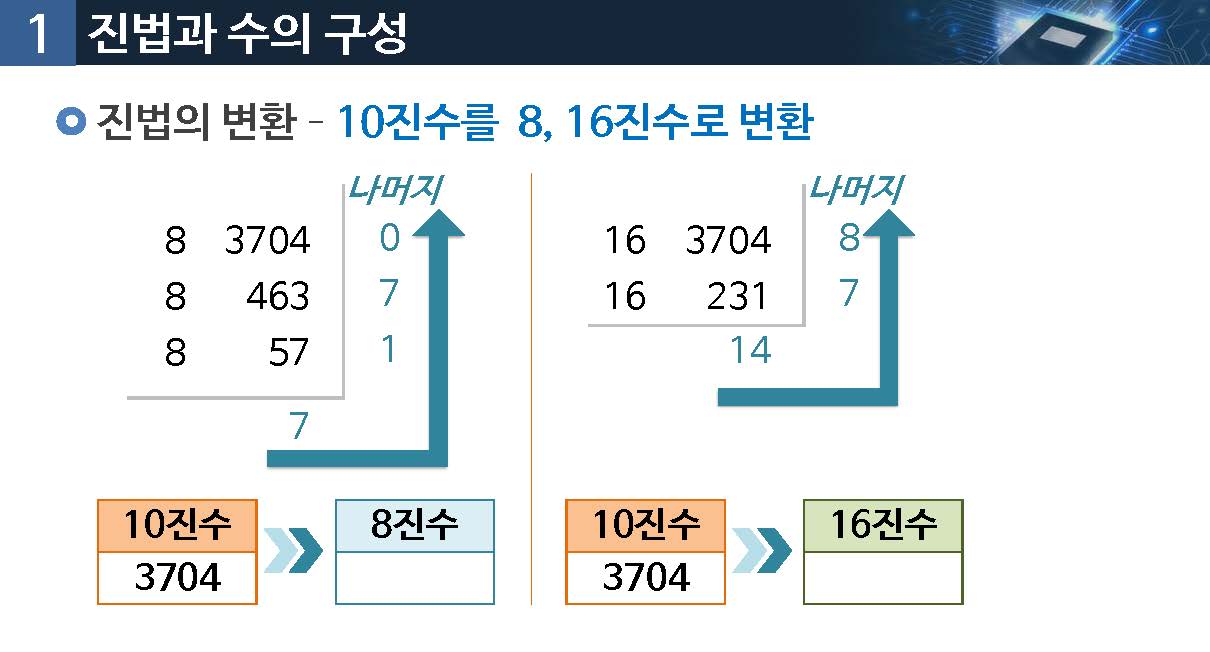 1 진법과 수의 구성
진법의 변환 - 10진수를 8, 16진수로 변환
나머지
8 3704 0
8 463 7
8 57 1
7
나머지
16 3704 8
16 231 7
14
10진수 8진수
3704
10진수 16진수
3704